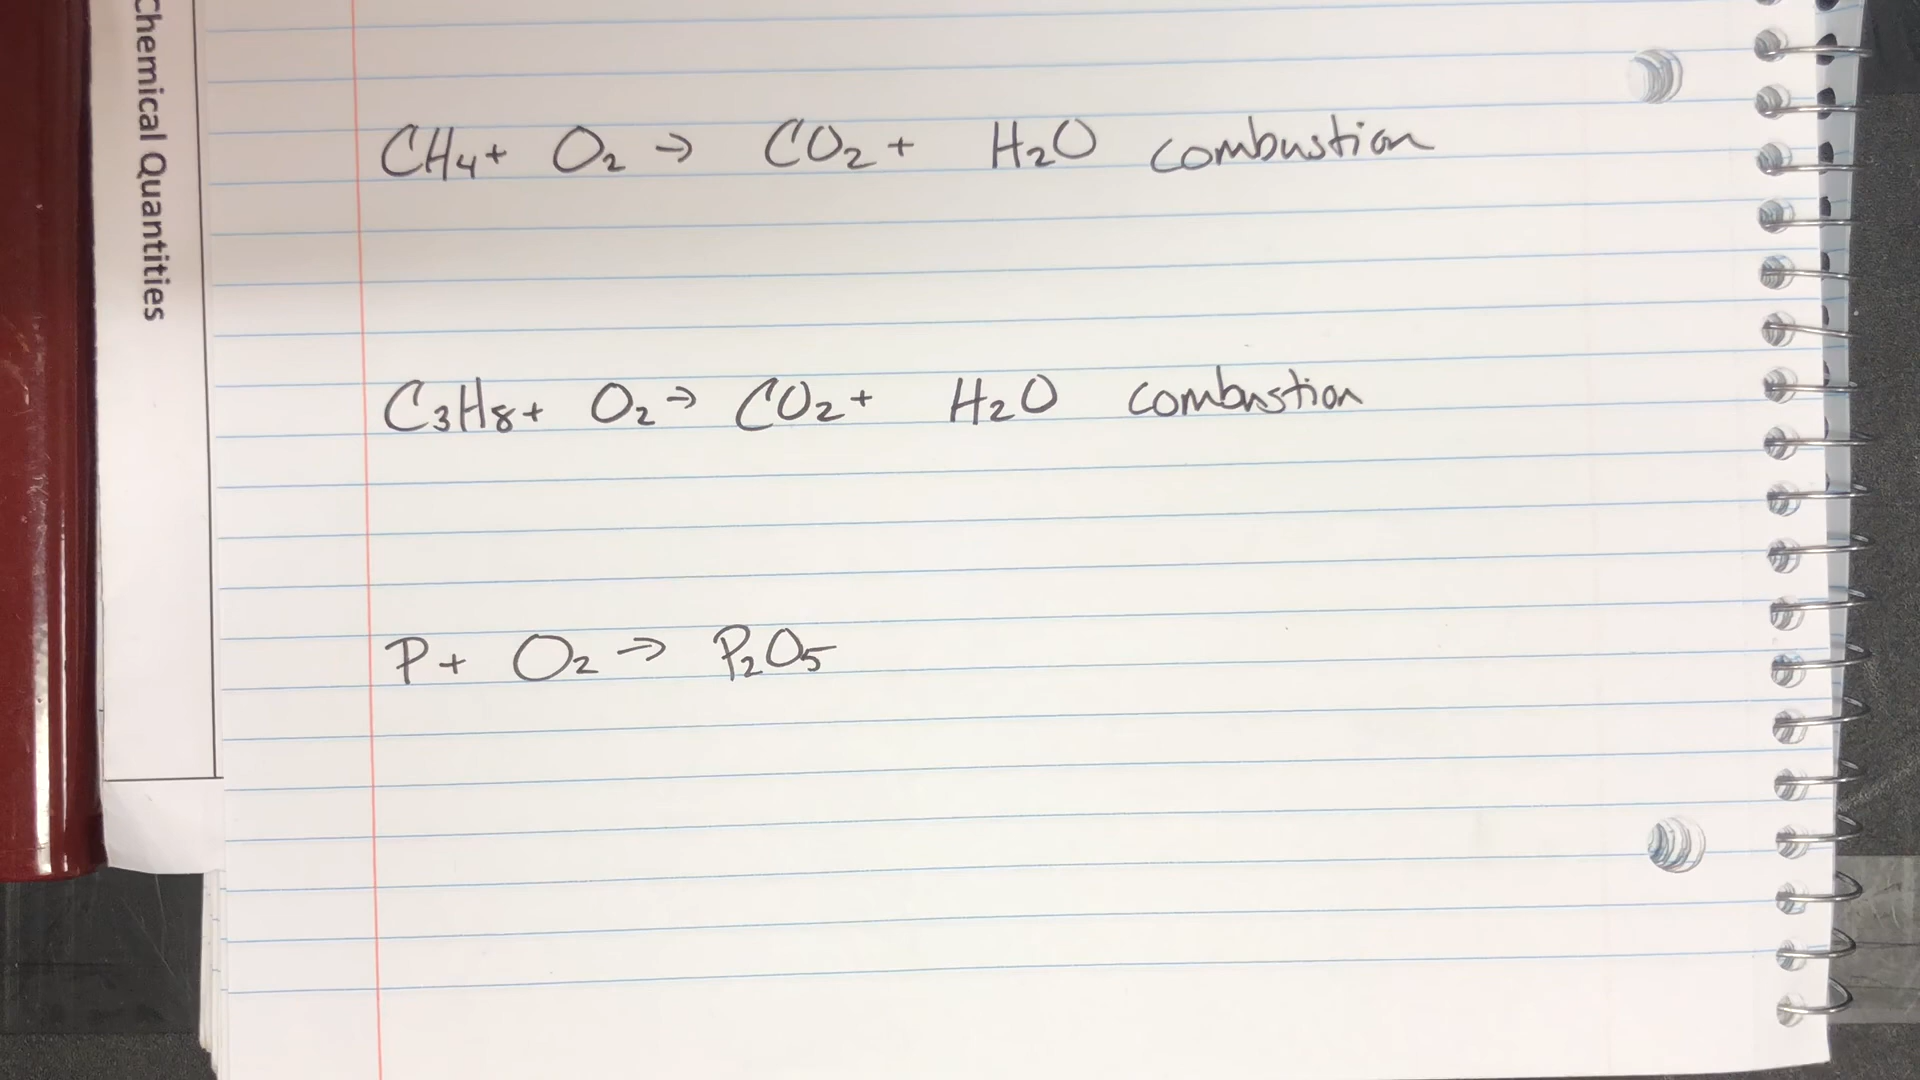 Chemical Quantities
CH₄ + O₂ → CO₂ + H₂O combustion
C₃H₈ + O₂ → CO₂ + H₂O combustion
P + O₂ → P₂O₅